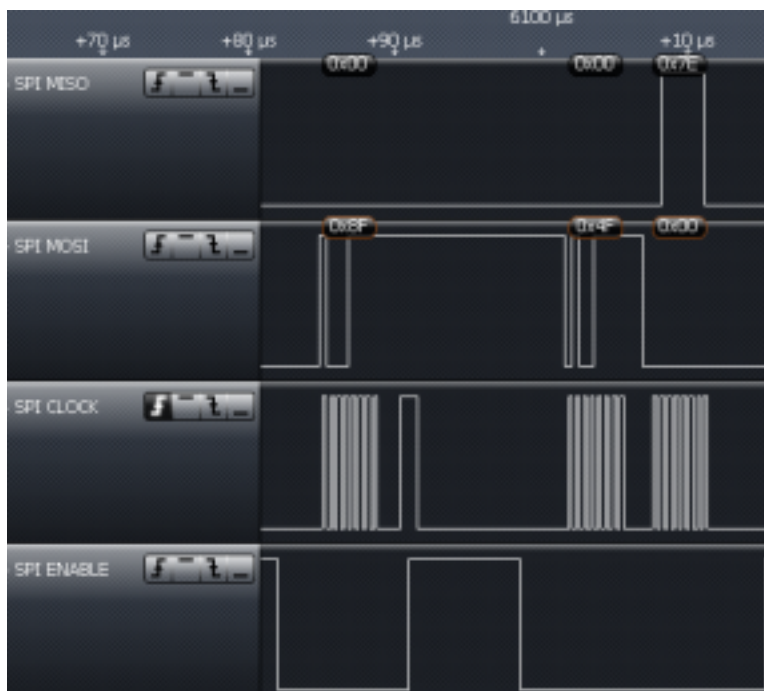 6100 µs
+70 µs +80 µs +90 µs +10 µs
0x00 0x00 0x7E
SPI MISO
0x8F 0x4F 0x00
SPI MOSI
SPI CLOCK
SPI ENABLE